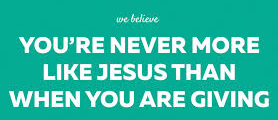 we believe
YOU'RE NEVER MORE
LIKE JESUS THAN
WHEN YOU ARE GIVING